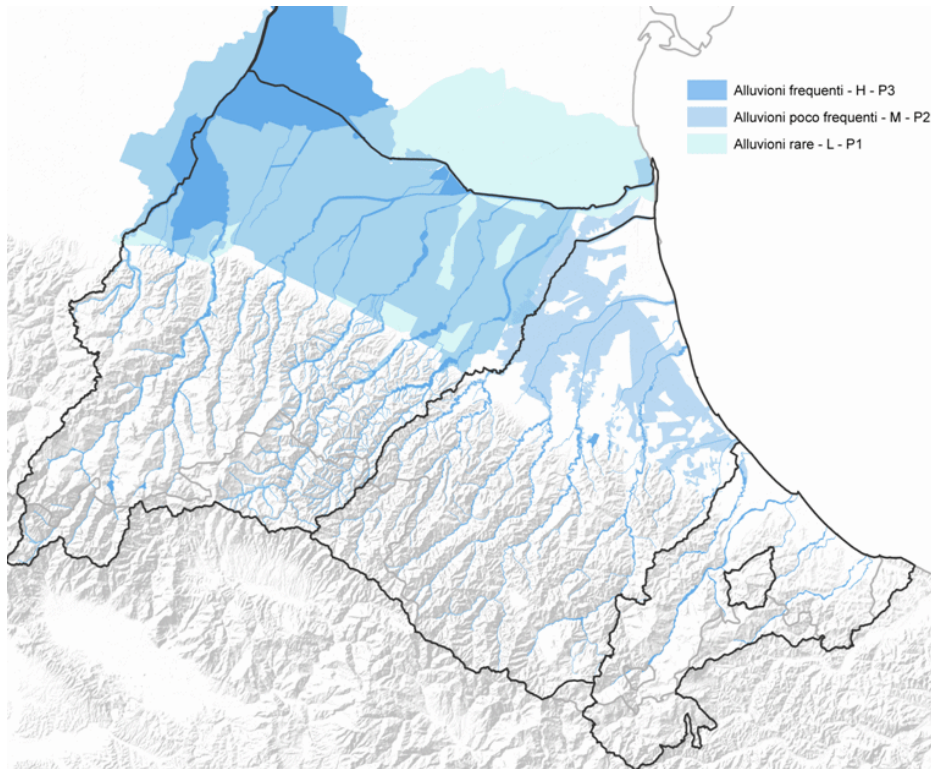 Alluvioni frequenti - H - P3
Alluvioni poco frequenti - M - P2
Alluvioni rare - L - P1